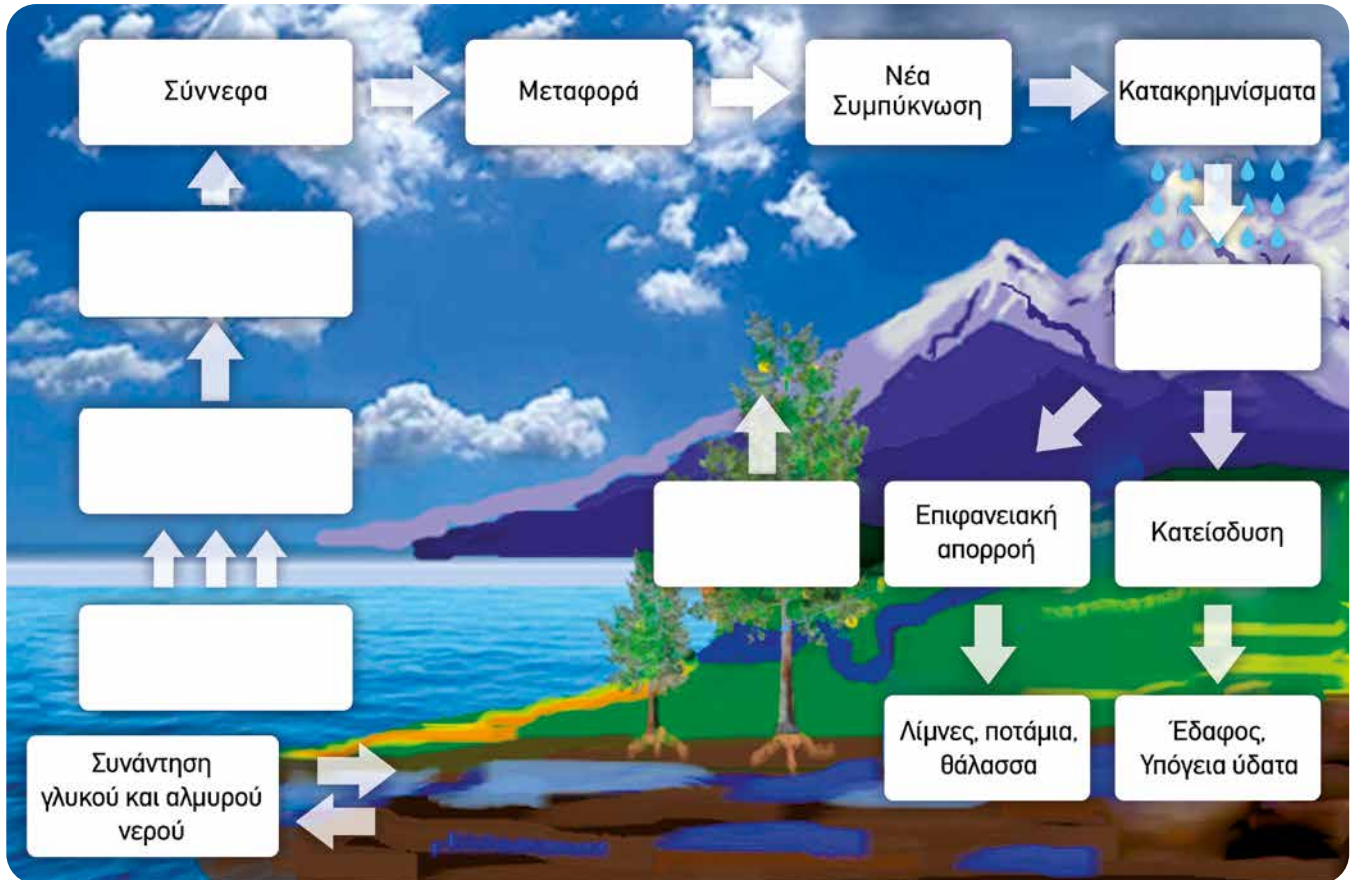 Σύννεφα
Μεταφορά
Νέα
Συμπύκνωση
Κατακρημνίσματα
Επιφανειακή
απορροή
Κατείσδυση
Λίμνες, ποτάμια,
θάλασσα
Έδαφος,
Υπόγεια ύδατα
Συνάντηση
γλυκού και αλμυρού
νερού